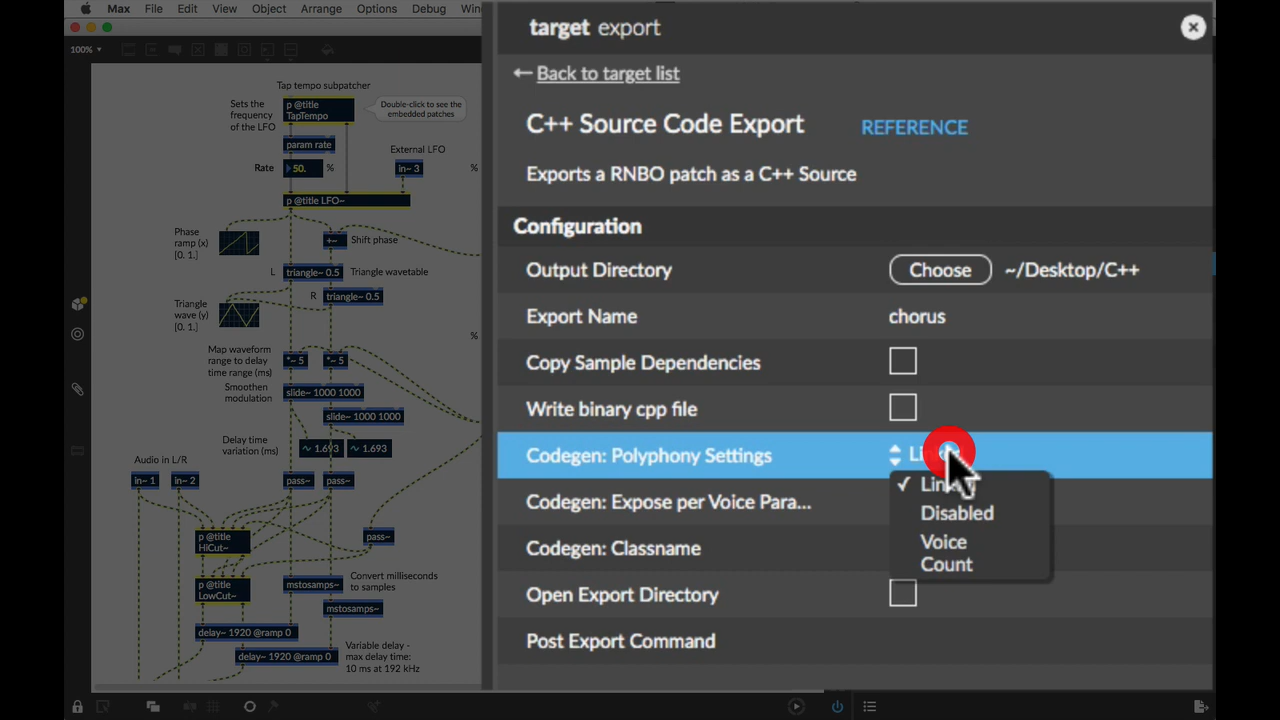 Max File Edit View Object Arrange Options Debug
100%
Tap tempo subpatcher
Sets the
frequency
of the LFO
p @title
TapTempo
Double-click to see the
embedded patches
param rate
External LFO
Rate
50.
%
in~ 3
%
p @title LFO~
Phase
ramp (x)
[0. 1.]
+~
Shift phase
L
triangle~ 0.5
Triangle wavetable
R
triangle~ 0.5
Triangle
wave (y)
[0. 1.]
%
Map waveform
range to delay
time range (ms)
*~ 5
*~ 5
Smoothen
modulation
slide~ 1000 1000
slide~ 1000 1000
Delay time
variation (ms)
1.693
1.693
Audio in L/R
in~ 1
in~ 2
pass~
pass~
p @title
HiCut~
pass~
p @title
LowCut~
mstosamps~
Convert milliseconds
to samples
mstosamps~
delay~ 1920 @ramp 0
delay~ 1920 @ramp 0
Variable delay -
max delay time:
10 ms at 192 kHz
target export
← Back to target list
C++ Source Code Export
REFERENCE
Exports a RNBO patch as a C++ Source
Configuration
Output Directory
Choose
~/Desktop/C++
Export Name
chorus
Copy Sample Dependencies
Write binary cpp file
Codegen: Polyphony Settings
✓
Disabled
Voice
Count
Codegen: Expose per Voice Para...
Codegen: Classname
Open Export Directory
Post Export Command